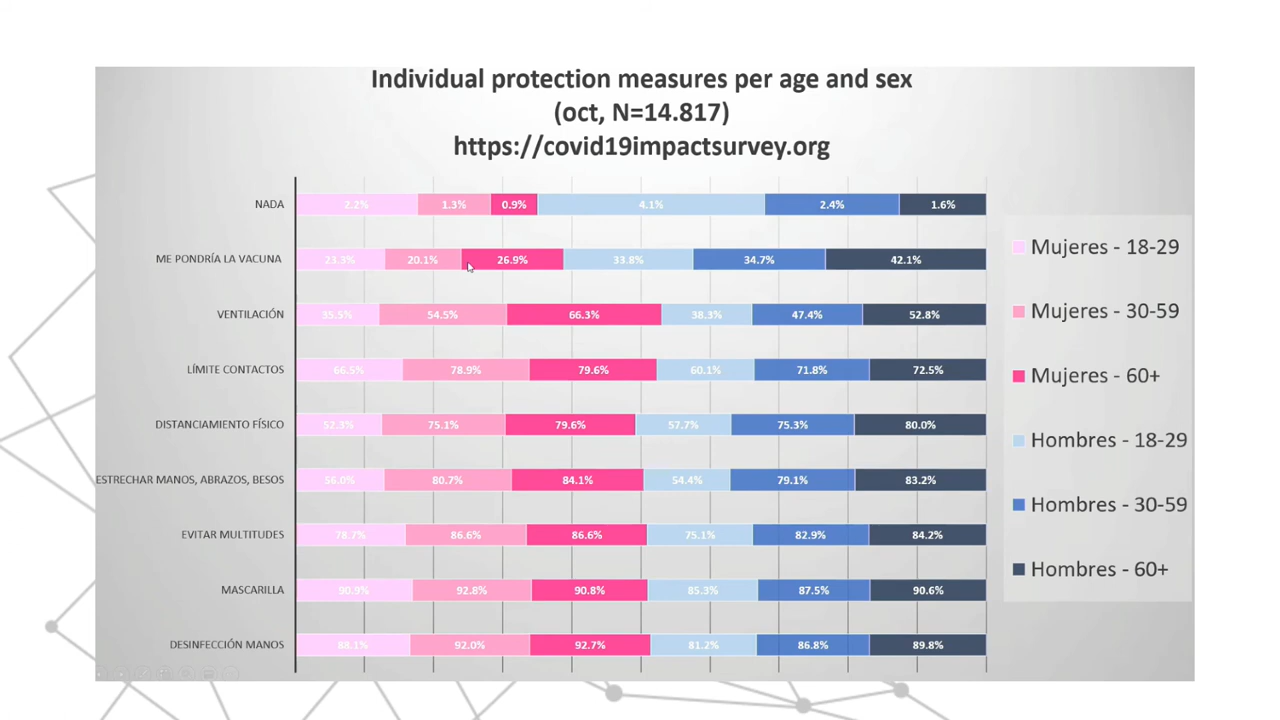 Individual protection measures per age and sex
(oct, N=14.817)
https://covid19impactsurvey.org
NADA 2.2% 1.3% 0.9% 4.1% 2.4% 1.6%
ME PONDRÍA LA VACUNA 23.3% 20.1% 26.9% 33.8% 34.7% 42.1%
VENTILACIÓN 35.5% 54.5% 66.3% 38.3% 47.4% 52.8%
LÍMITE CONTACTOS 66.5% 78.9% 79.6% 60.1% 71.8% 72.5%
DISTANCIAMIENTO FÍSICO 52.3% 75.1% 79.6% 57.7% 75.3% 80.0%
ESTRECHAR MANOS, ABRAZOS, BESOS 56.0% 80.7% 84.1% 54.4% 79.1% 83.2%
EVITAR MULTITUDES 78.7% 86.6% 86.6% 75.1% 82.9% 84.2%
MASCARILLA 90.9% 92.8% 90.8% 85.3% 87.5% 90.6%
DESINFECCIÓN MANOS 88.1% 92.0% 92.7% 81.2% 86.8% 89.8%
Mujeres - 18-29
Mujeres - 30-59
Mujeres - 60+
Hombres - 18-29
Hombres - 30-59
Hombres - 60+